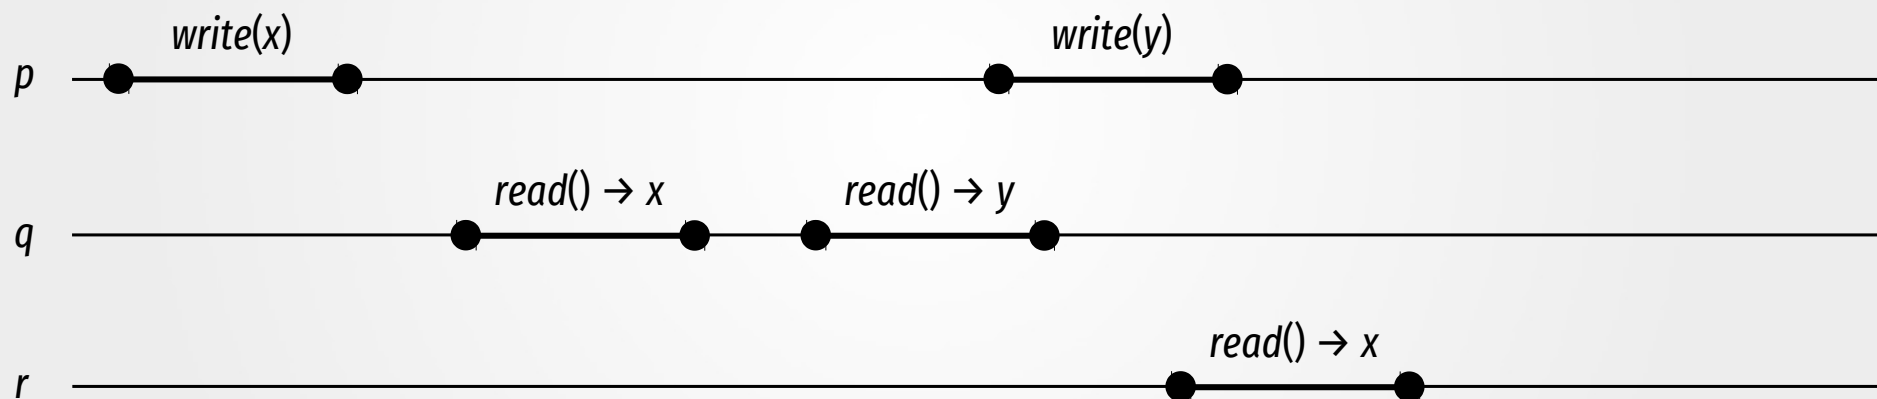 write(x) write(y)
p
read() → x read() → y
q
read() → x
r